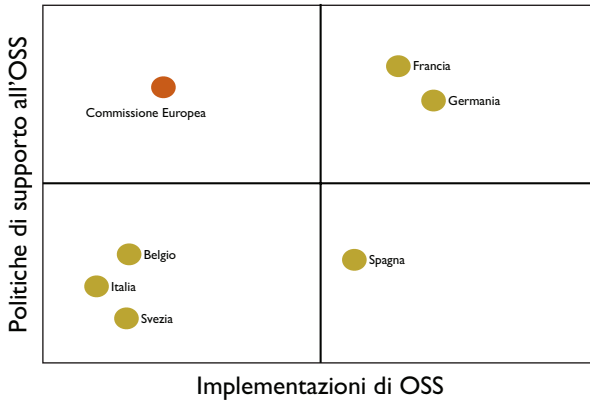 Politiche di supporto all'OSS
Francia
Commissione Europea
Germania
Belgio
Spagna
Italia
Svezia
Implementazioni di OSS